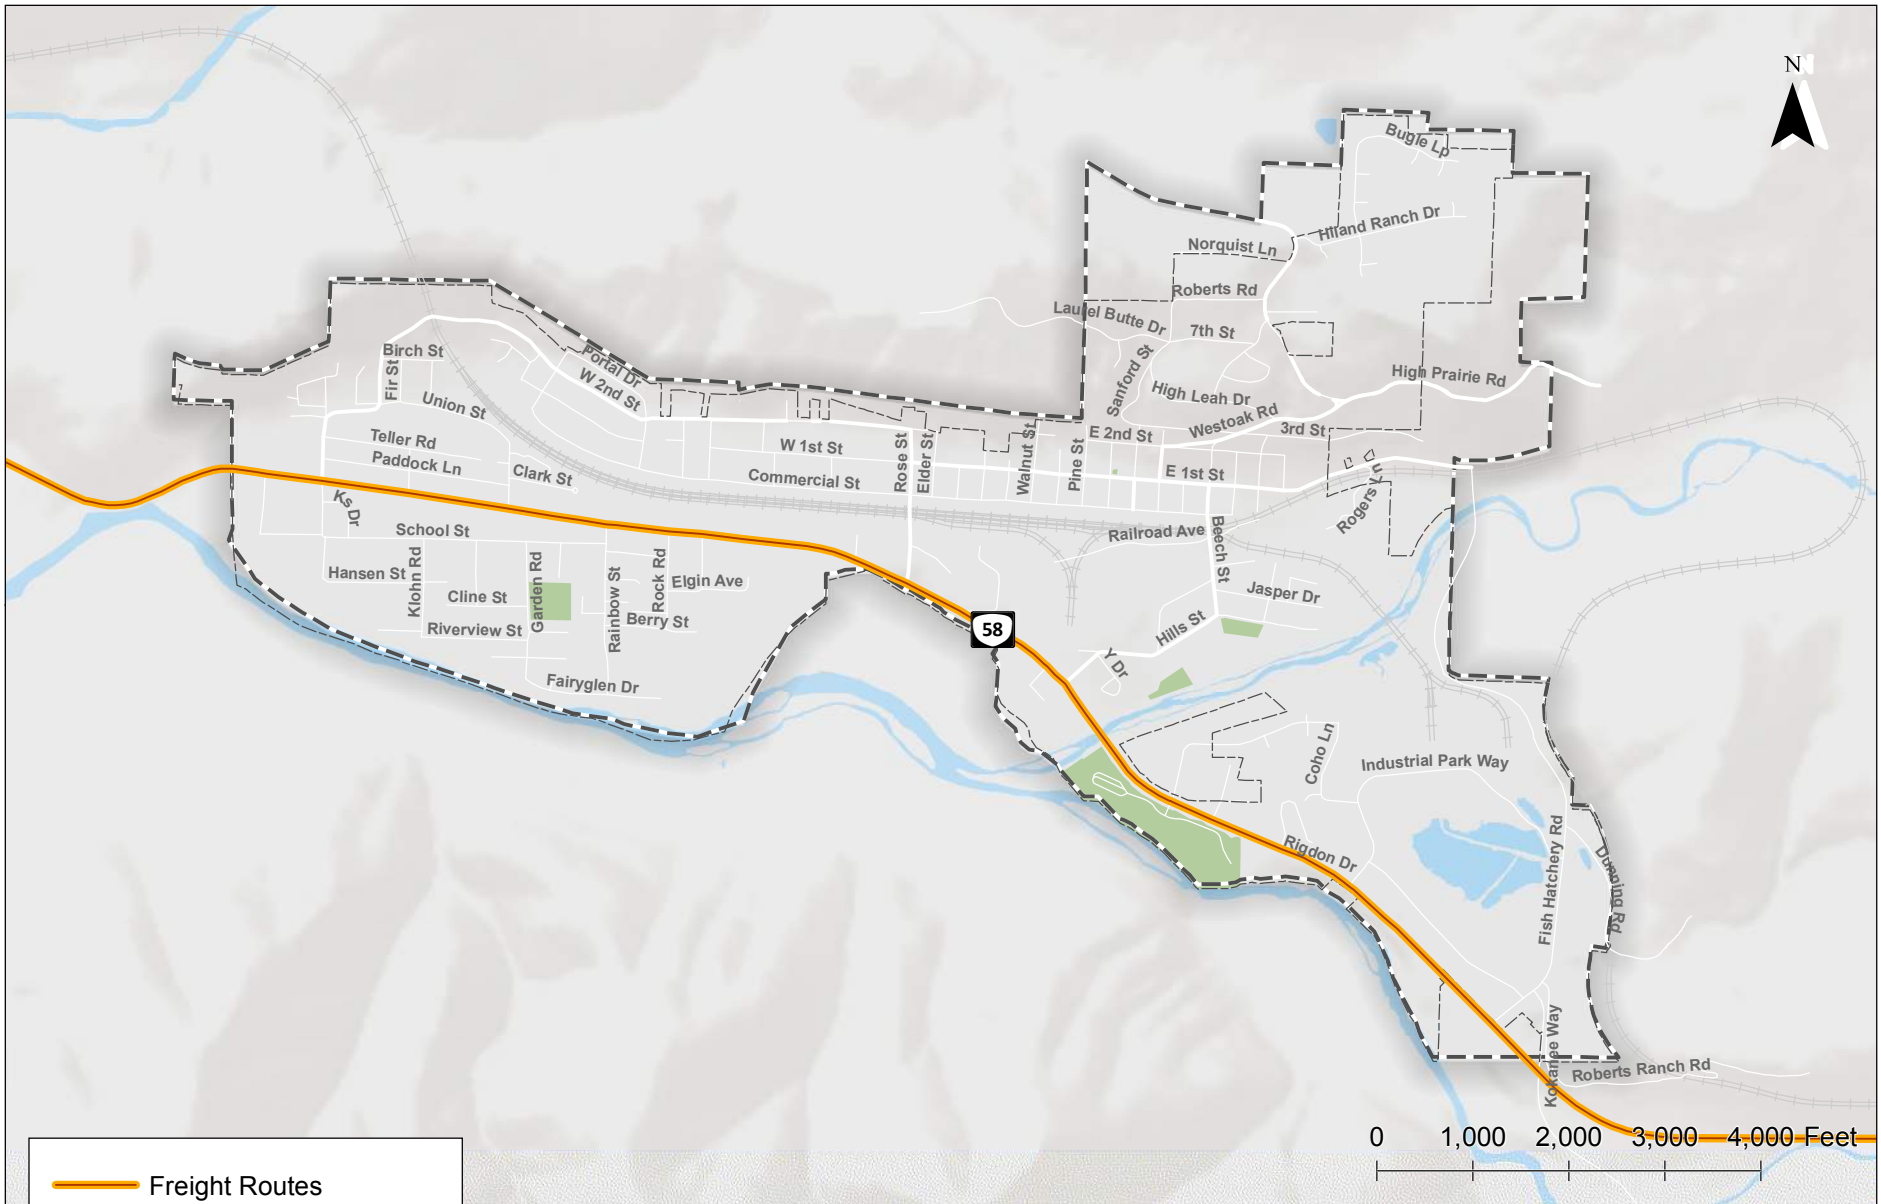 N
Bugle Lp
Hiland Ranch Dr
Norquist Ln
Roberts Rd
Laurel Butte Dr
7th St
Sanford St
High Prairie Rd
High Leah Dr
Westoak Rd
3rd St
E 2nd St
Birch St
Fir St
Portal Dr
W 2nd St
Union St
Teller Rd
Paddock Ln
Clark St
W 1st St
Commercial St
Rose St
Elder St
Walnut St
Pine St
E 1st St
Rogers Ln
Ks Dr
School St
Railroad Ave
Beech St
Hansen St
Klohn Rd
Cline St
Garden Rd
Rainbow St
Rock Rd
Elgin Ave
Berry St
Riverview St
Jasper Dr
Hills St
58
Y Dr
Fairyglen Dr
Coho Ln
Industrial Park Way
Rigdon Dr
Fish Hatchery Rd
Dunning Rd
Kokanee Way
Roberts Ranch Rd
0 1,000 2,000 3,000 4,000 Feet
Freight Routes